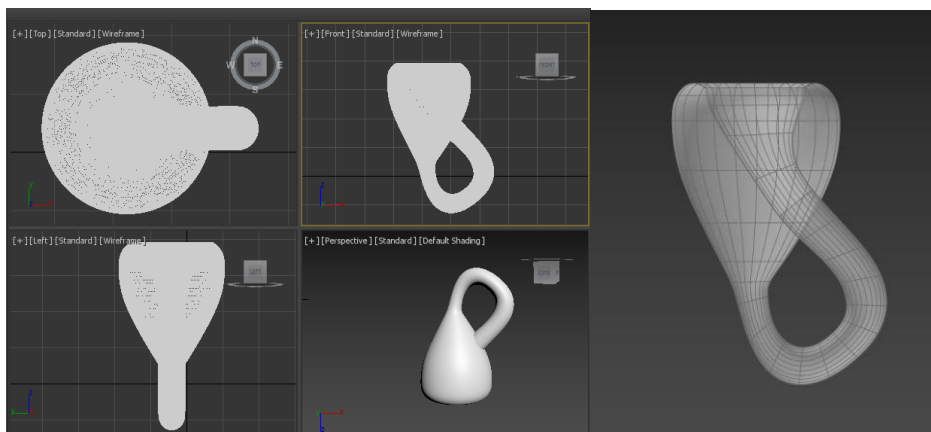 [+] [Top] [Standard] [Wireframe]
N
W TOP E
S
y
x
[+] [Front] [Standard] [Wireframe]
FRONT
z
x
[+] [Left] [Standard] [Wireframe]
LEFT
z
y
[+] [Perspective] [Standard] [Default Shading]
x